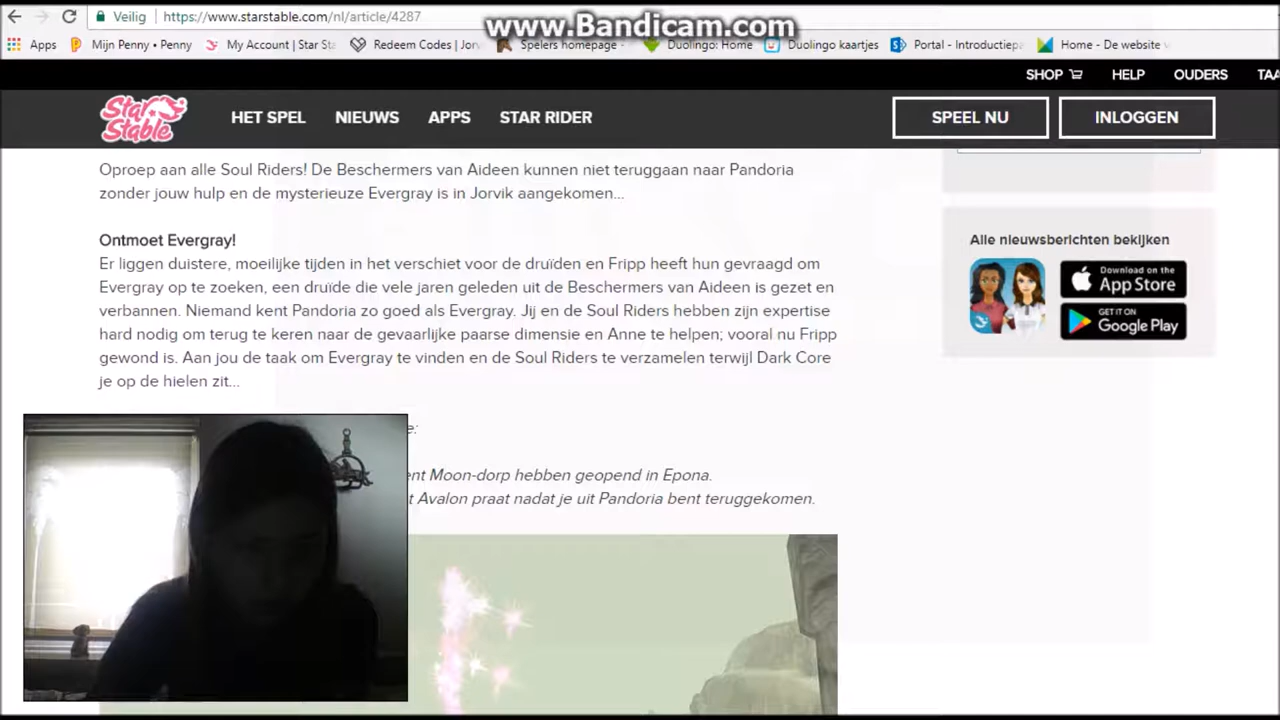 www.Bandicam.com
Veilig https://www.starstable.com/nl/article/4287
Apps Mijn Penny • Penny My Account | Star Sta Redeem Codes | Jorv Spelers homepage Duolingo: Home Duolingo kaartjes Portal - Introductiepa Home - De website v
SHOP HELP OUDERS TAA
Star Stable HET SPEL NIEUWS APPS STAR RIDER SPEEL NU INLOGGEN
Oproep aan alle Soul Riders! De Beschermers van Aideen kunnen niet teruggaan naar Pandoria
zonder jouw hulp en de mysterieuze Evergray is in Jorvik aangekomen...
Ontmoet Evergray!
Er liggen duistere, moeilijke tijden in het verschiet voor de druïden en Fripp heeft hun gevraagd om
Evergray op te zoeken, een druïde die vele jaren geleden uit de Beschermers van Aideen is gezet en
verbannen. Niemand kent Pandoria zo goed als Evergray. Jij en de Soul Riders hebben zijn expertise
hard nodig om terug te keren naar de gevaarlijke paarse dimensie en Anne te helpen; vooral nu Fripp
gewond is. Aan jou de taak om Evergray te vinden en de Soul Riders te verzamelen terwijl Dark Core
je op de hielen zit...
e:
ent Moon-dorp hebben geopend in Epona.
t Avalon praat nadat je uit Pandoria bent teruggekomen.
Alle nieuwsberichten bekijken
Download on the
App Store
GET IT ON
Google Play